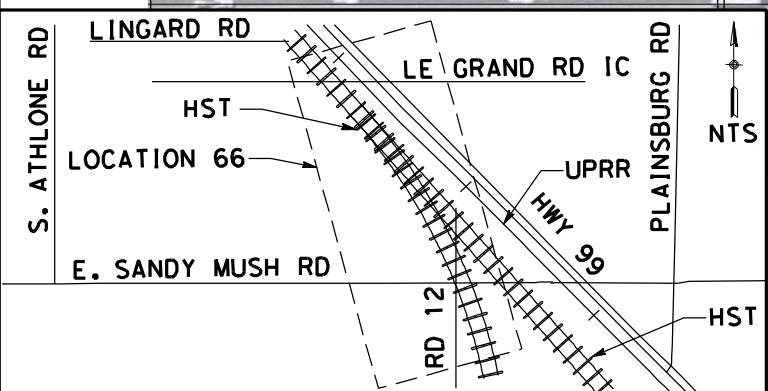 LINGARD RD
S. ATHLONE RD
LE GRAND RD IC
PLAINSBURG RD
HST
NTS
LOCATION 66
UPRR
HWY 99
E. SANDY MUSH RD
RD 12
HST